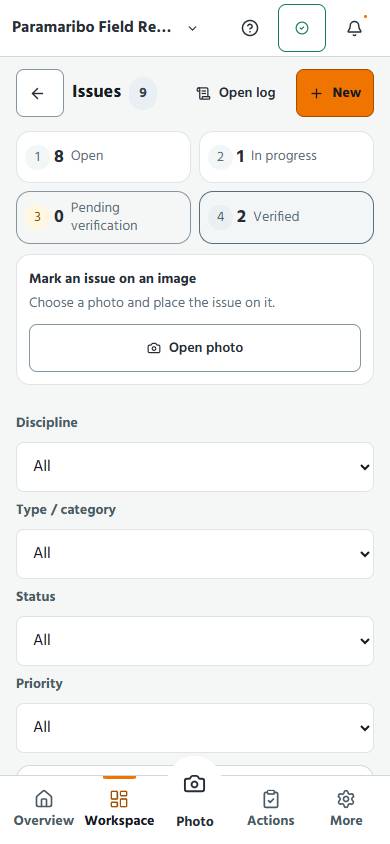 Paramaribo Field Re...
Issues 9
Open log
New
1 8 Open
2 1 In progress
3 0 Pending verification
4 2 Verified
Mark an issue on an image
Choose a photo and place the issue on it.
Open photo
Discipline
All
Type / category
All
Status
All
Priority
All
Overview
Workspace
Photo
Actions
More